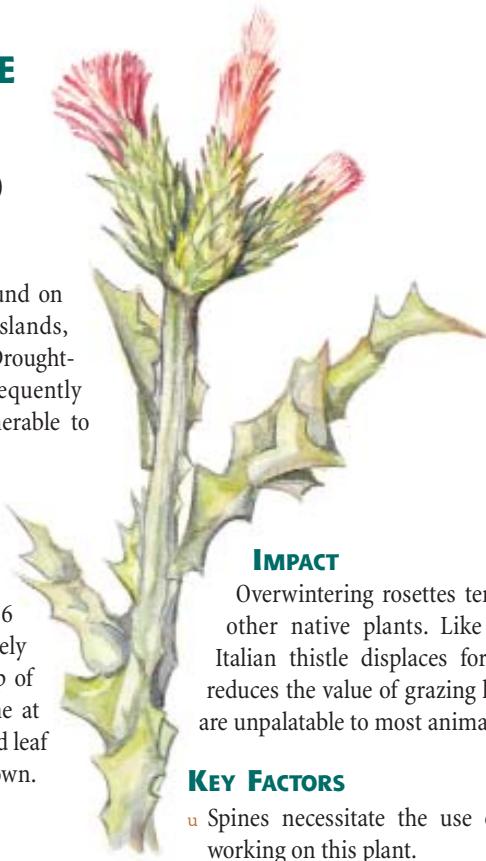 E
)
und on
slands,
Drought-
equently
nerable to
6
ely
p of
ne at
d leaf
own.
IMPACT
Overwintering rosettes ter
other native plants. Like
Italian thistle displaces for
reduces the value of grazing l
are unpalatable to most anima
KEY FACTORS
u Spines necessitate the use
working on this plant.